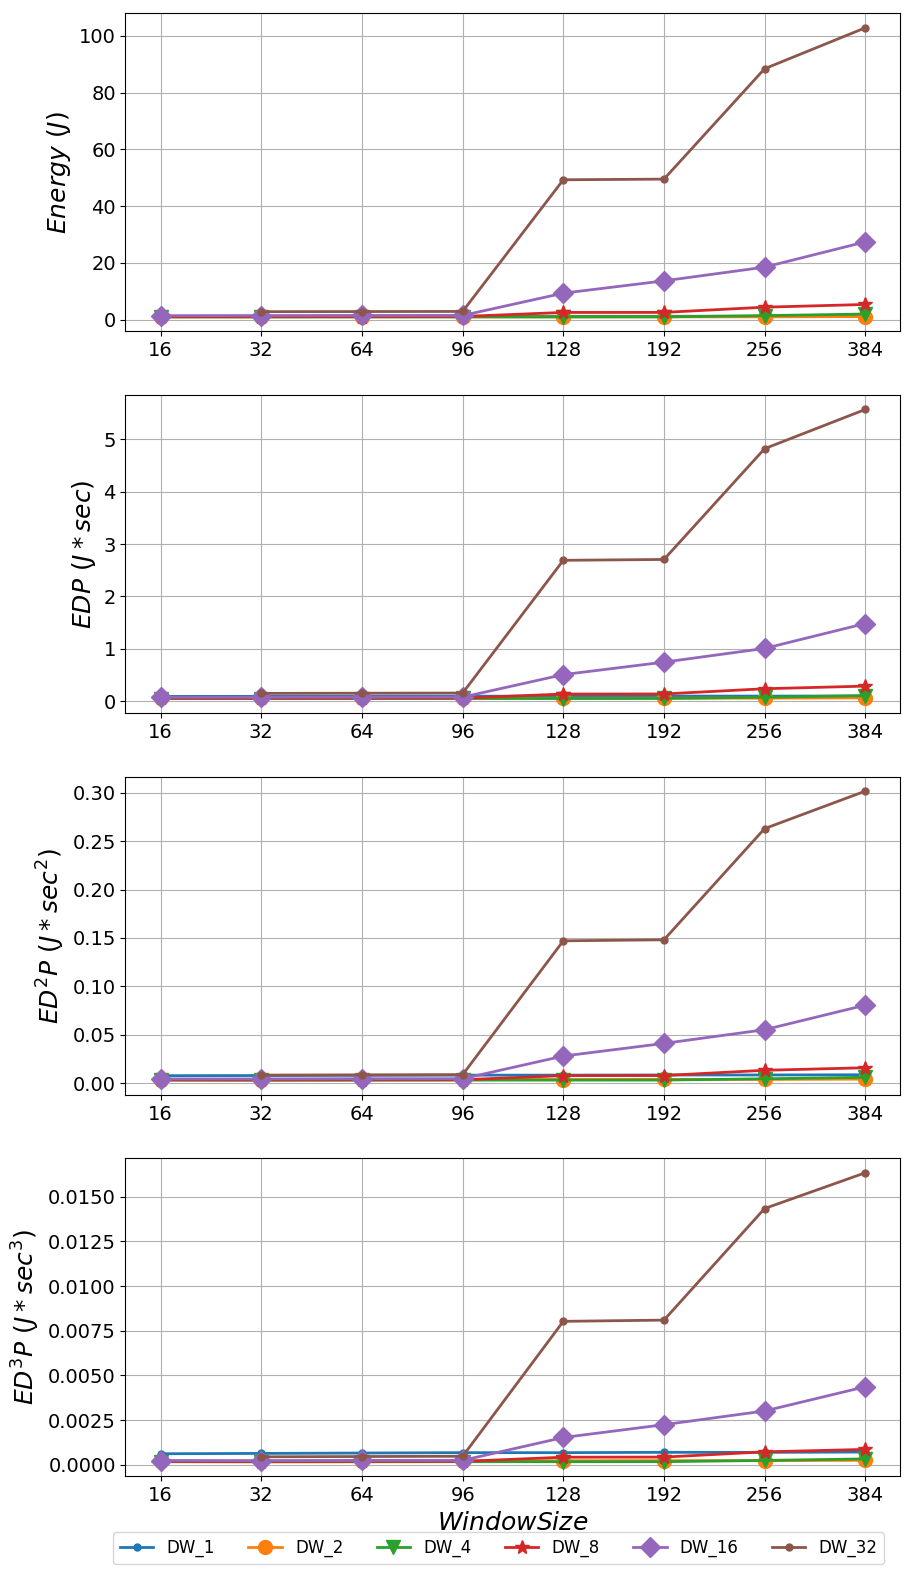 Energy (J)
100
80
60
40
20
0
16 32 64 96 128 192 256 384
EDP (J * sec)
5
4
3
2
1
0
16 32 64 96 128 192 256 384
ED²P (J * sec²)
0.30
0.25
0.20
0.15
0.10
0.05
0.00
16 32 64 96 128 192 256 384
ED³P (J * sec³)
0.0150
0.0125
0.0100
0.0075
0.0050
0.0025
0.0000
16 32 64 96 128 192 256 384
WindowSize
DW_1 DW_2 DW_4 DW_8 DW_16 DW_32